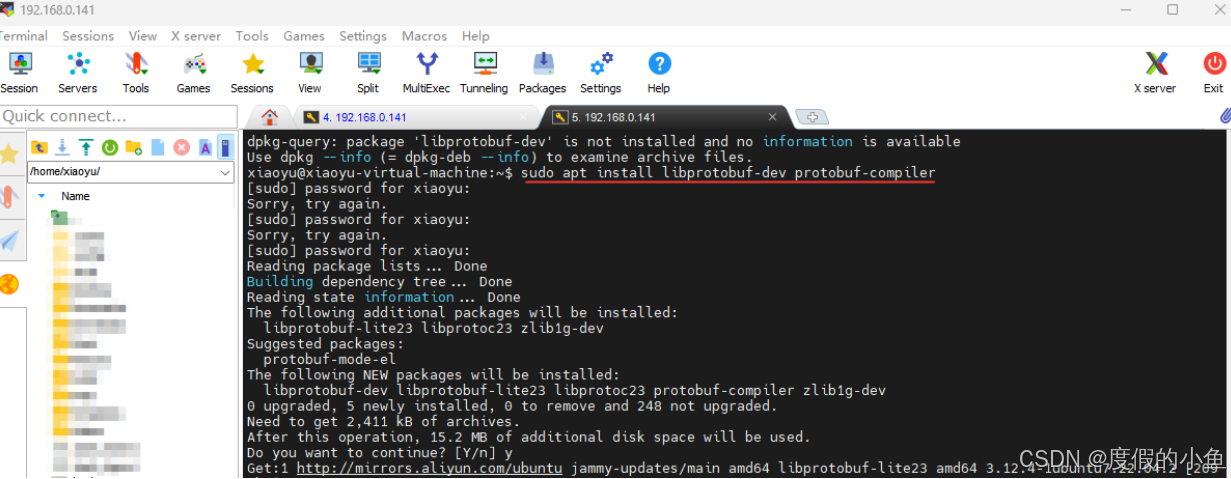 192.168.0.141
Terminal Sessions View X server Tools Games Settings Macros Help
Session Servers Tools Games Sessions View Split MultiExec Tunneling Packages Settings Help X server Exit
Quick connect...
4. 192.168.0.141
5. 192.168.0.141
/home/xiaoyu/
Name
dpkg-query: package 'libprotobuf-dev' is not installed and no information is available
Use dpkg --info (= dpkg-deb --info) to examine archive files.
xiaoyu@xiaoyu-virtual-machine:~$ sudo apt install libprotobuf-dev protobuf-compiler
[sudo] password for xiaoyu:
Sorry, try again.
[sudo] password for xiaoyu:
Sorry, try again.
[sudo] password for xiaoyu:
Reading package lists... Done
Building dependency tree... Done
Reading state information... Done
The following additional packages will be installed:
libprotobuf-lite23 libprotoc23 zlib1g-dev
Suggested packages:
protobuf-mode-el
The following NEW packages will be installed:
libprotobuf-dev libprotobuf-lite23 libprotoc23 protobuf-compiler zlib1g-dev
0 upgraded, 5 newly installed, 0 to remove and 248 not upgraded.
Need to get 2,411 kB of archives.
After this operation, 15.2 MB of additional disk space will be used.
Do you want to continue? [Y/n] y
Get:1 http://mirrors.aliyun.com/ubuntu jammy-updates/main amd64 libprotobuf-lite23 amd64 3.12.4-1ubuntu7.22.04.2 [209
CSDN @度假的小鱼